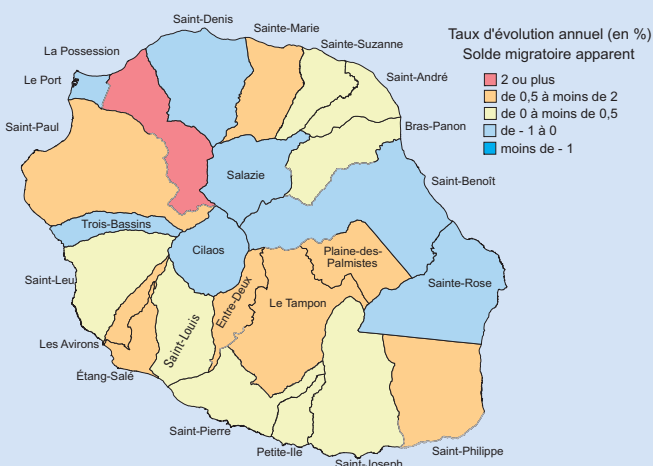 Taux d'évolution annuel (en %)
Solde migratoire apparent
2 ou plus
de 0,5 à moins de 2
de 0 à moins de 0,5
de - 1 à 0
moins de - 1
Saint-Denis
Sainte-Marie
Sainte-Suzanne
La Possession
Le Port
Saint-André
Saint-Paul
Bras-Panon
Salazie
Saint-Benoît
Trois-Bassins
Cilaos
Plaine-des-
Palmistes
Saint-Leu
Sainte-Rose
Entre-Deux
Le Tampon
Saint-Louis
Les Avirons
Étang-Salé
Saint-Pierre
Petite-Ile
Saint-Joseph
Saint-Philippe